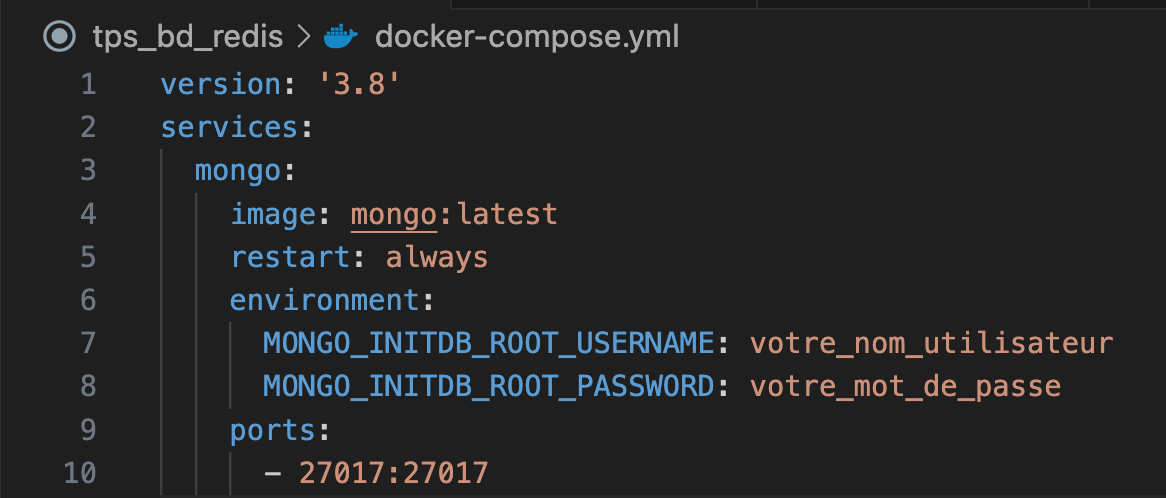 tps_bd_redis > docker-compose.yml
1 version: '3.8'
2 services:
3   mongo:
4     image: mongo:latest
5     restart: always
6     environment:
7       MONGO_INITDB_ROOT_USERNAME: votre_nom_utilisateur
8       MONGO_INITDB_ROOT_PASSWORD: votre_mot_de_passe
9     ports:
10       - 27017:27017